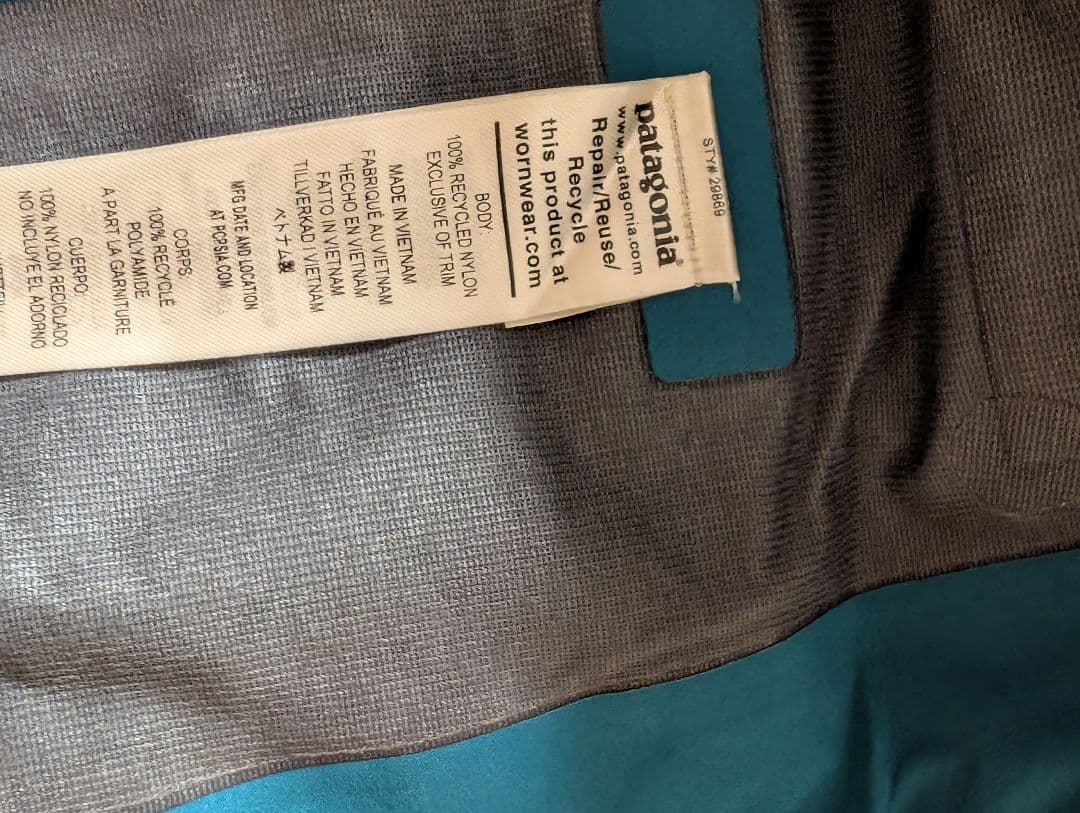 STY# 29869
patagonia®
www.patagonia.com
Repair/Reuse/
Recycle
this product at
wornwear.com
BODY:
100% RECYCLED NYLON
EXCLUSIVE OF TRIM
MADE IN VIETNAM
FABRIQUÉ AU VIETNAM
HECHO EN VIETNAM
FATTO IN VIETNAM
TILLVERKAD VIETNAM
ベトナム製
MFG DATE AND LOCATION
AT PCPSIA.COM
CORPS
100% RECYCLÉ
POLYAMIDE
APART LA GARNITURE
CUERPO:
100% NYLON RECICLADO
NO INCLUYE EL ADORNO